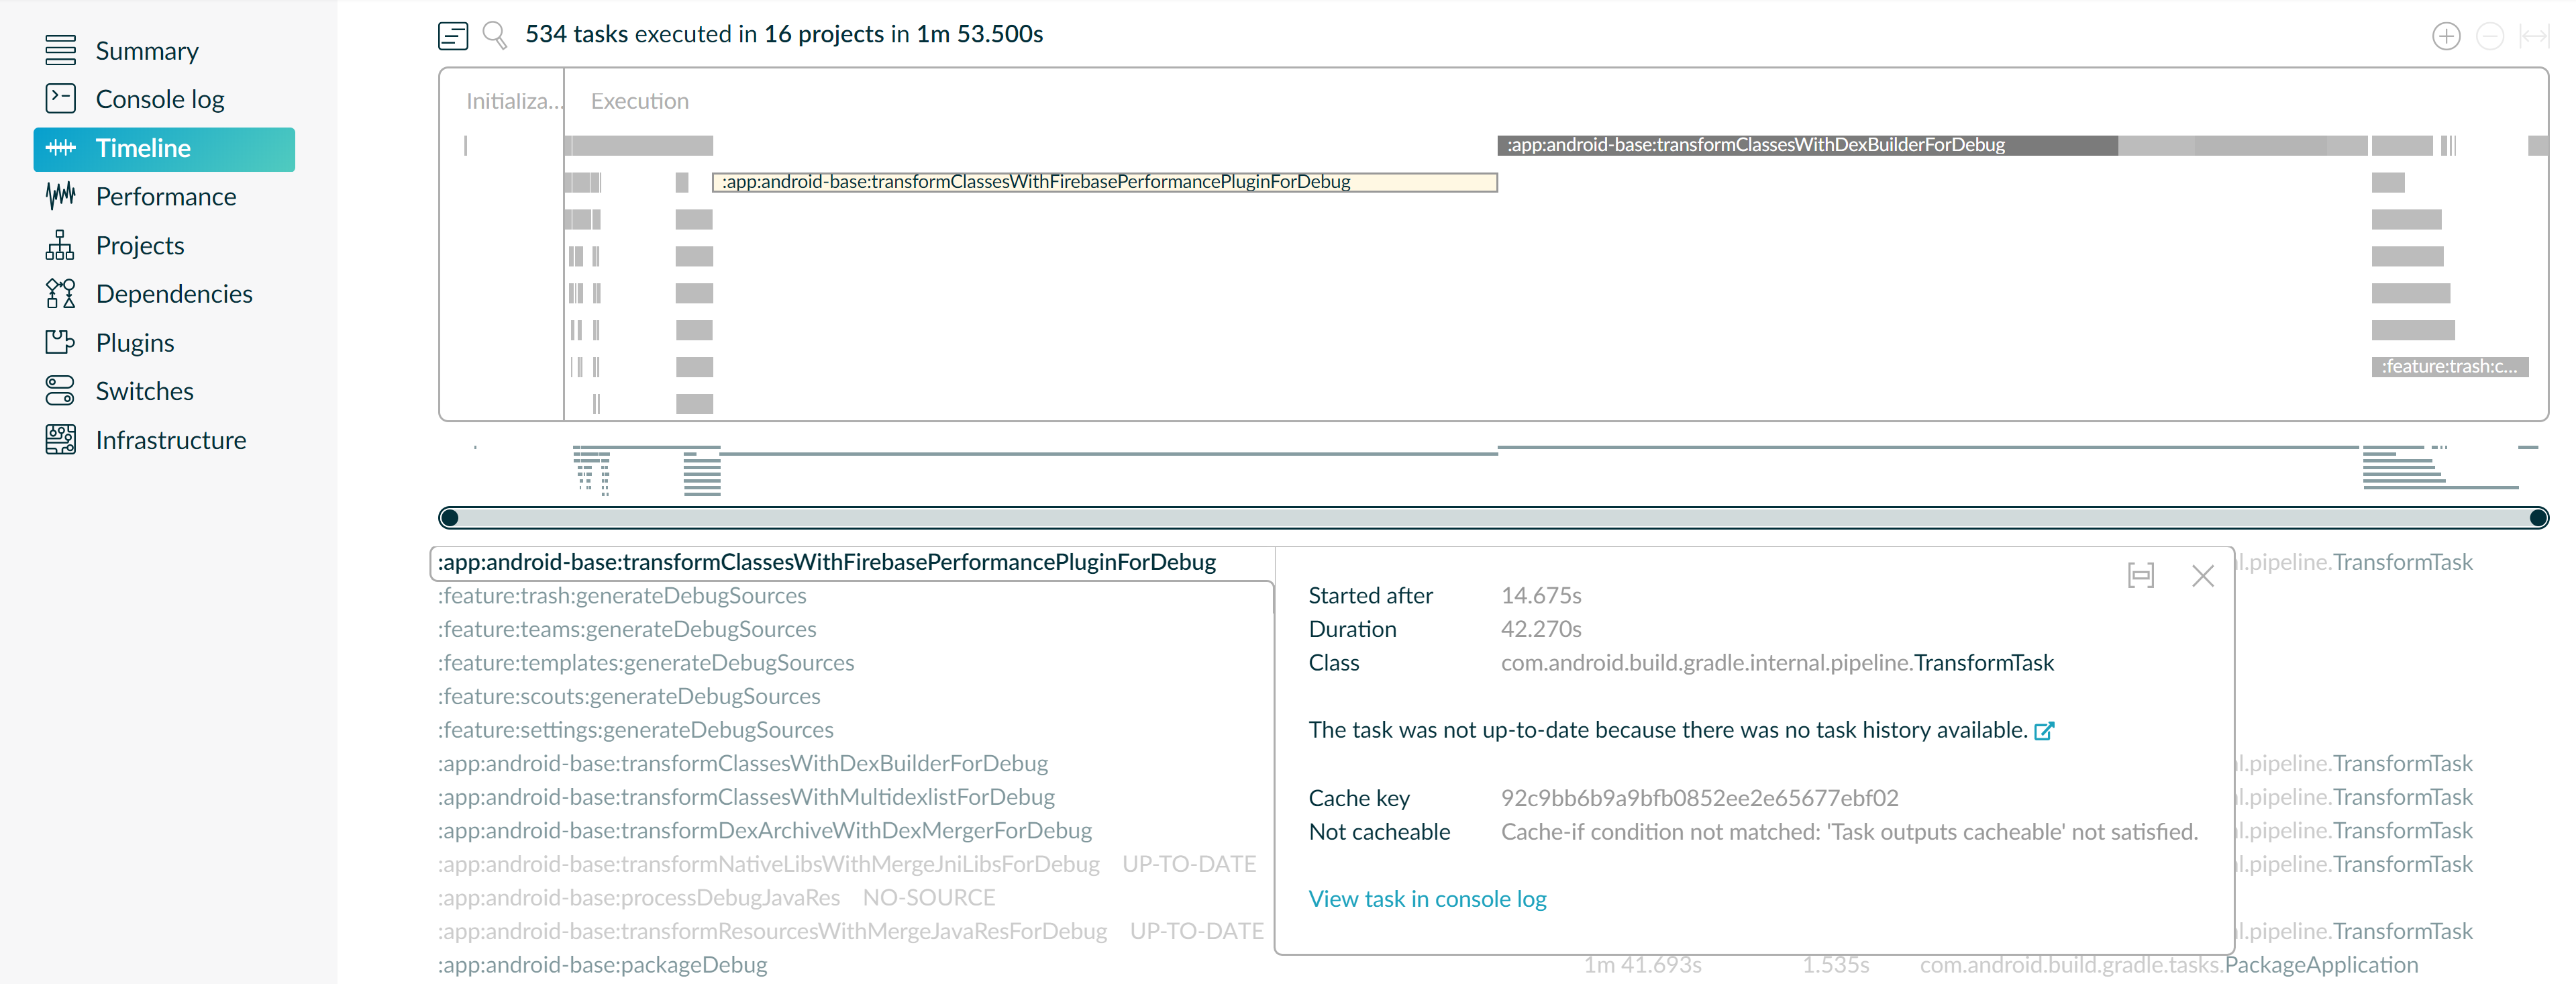 Summary
Console log
Timeline
Performance
Projects
Dependencies
Plugins
Switches
Infrastructure
534 tasks executed in 16 projects in 1m 53.500s
Initializa... Execution
:app:android-base:transformClassesWithDexBuilderForDebug
:app:android-base:transformClassesWithFirebasePerformancePluginForDebug
:feature:trash:c...
:app:android-base:transformClassesWithFirebasePerformancePluginForDebug l.pipeline.TransformTask
:feature:trash:generateDebugSources
:feature:teams:generateDebugSources
:feature:templates:generateDebugSources
:feature:scouts:generateDebugSources
:feature:settings:generateDebugSources
:app:android-base:transformClassesWithDexBuilderForDebug l.pipeline.TransformTask
:app:android-base:transformClassesWithMultidexlistForDebug l.pipeline.TransformTask
:app:android-base:transformDexArchiveWithDexMergerForDebug l.pipeline.TransformTask
:app:android-base:transformNativeLibsWithMergeJniLibsForDebug UP-TO-DATE l.pipeline.TransformTask
:app:android-base:processDebugJavaRes NO-SOURCE
:app:android-base:transformResourcesWithMergeJavaResForDebug UP-TO-DATE l.pipeline.TransformTask
:app:android-base:packageDebug 1m 41.693s 1.535s com.android.build.gradle.tasks.PackageApplication
Started after 14.675s
Duration 42.270s
Class com.android.build.gradle.internal.pipeline.TransformTask
The task was not up-to-date because there was no task history available.
Cache key 92c9bb6b9a9bfb0852ee2e65677ebf02
Not cacheable Cache-if condition not matched: 'Task outputs cacheable' not satisfied.
View task in console log